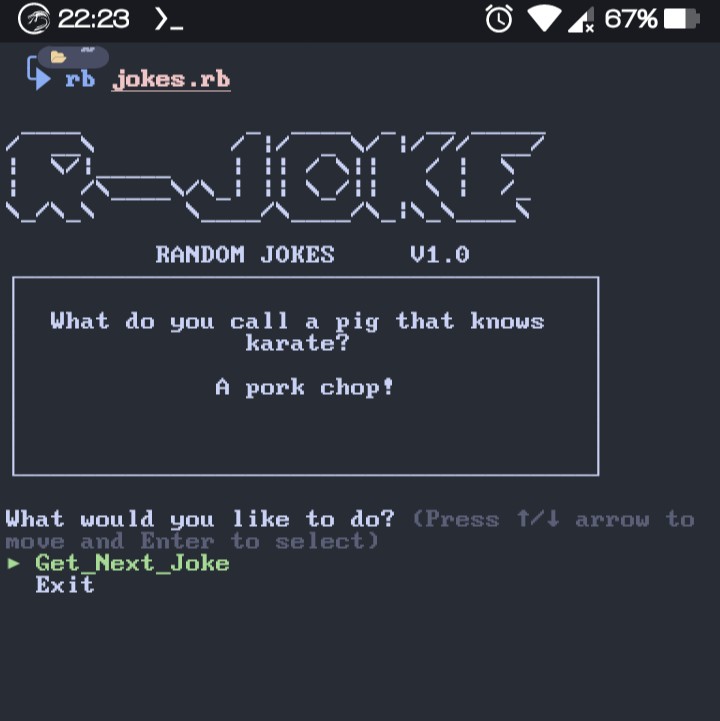 22:23 67%
~
rb jokes.rb
R-JOKE
RANDOM JOKES V1.0
What do you call a pig that knows
karate?
A pork chop!
What would you like to do? (Press ↑/↓ arrow to
move and Enter to select)
▸ Get_Next_Joke
Exit